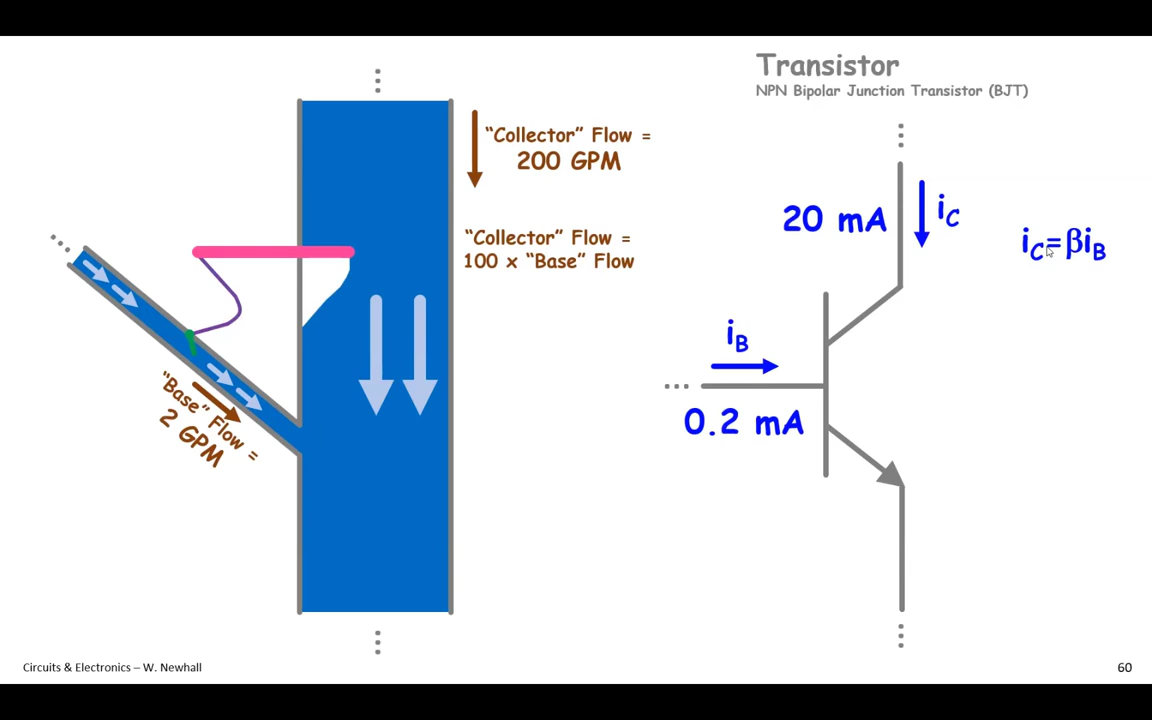 Transistor
NPN Bipolar Junction Transistor (BJT)
"Collector" Flow =
200 GPM
"Collector" Flow =
100 x "Base" Flow
"Base" Flow =
2 GPM
20 mA
iC
iC=βiB
iB
0.2 mA
Circuits & Electronics – W. Newhall
60